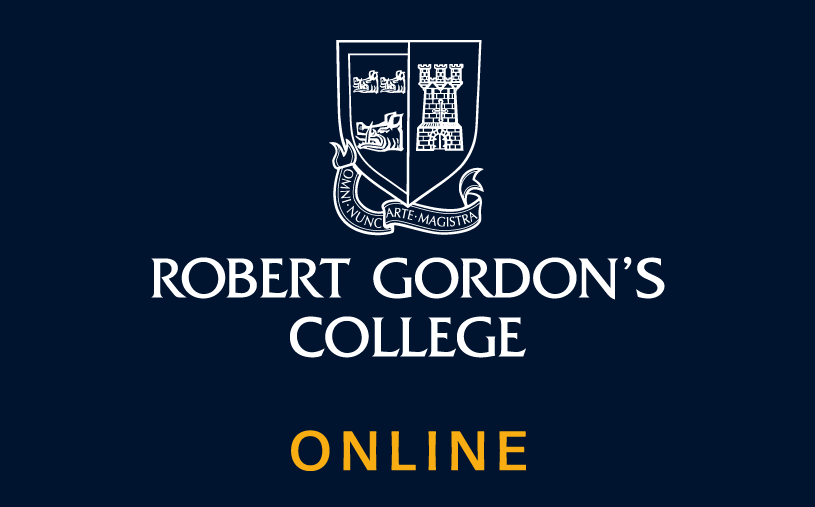 OMNI · NUNC ARTE · MAGISTRA
ROBERT GORDON’S
COLLEGE
ONLINE